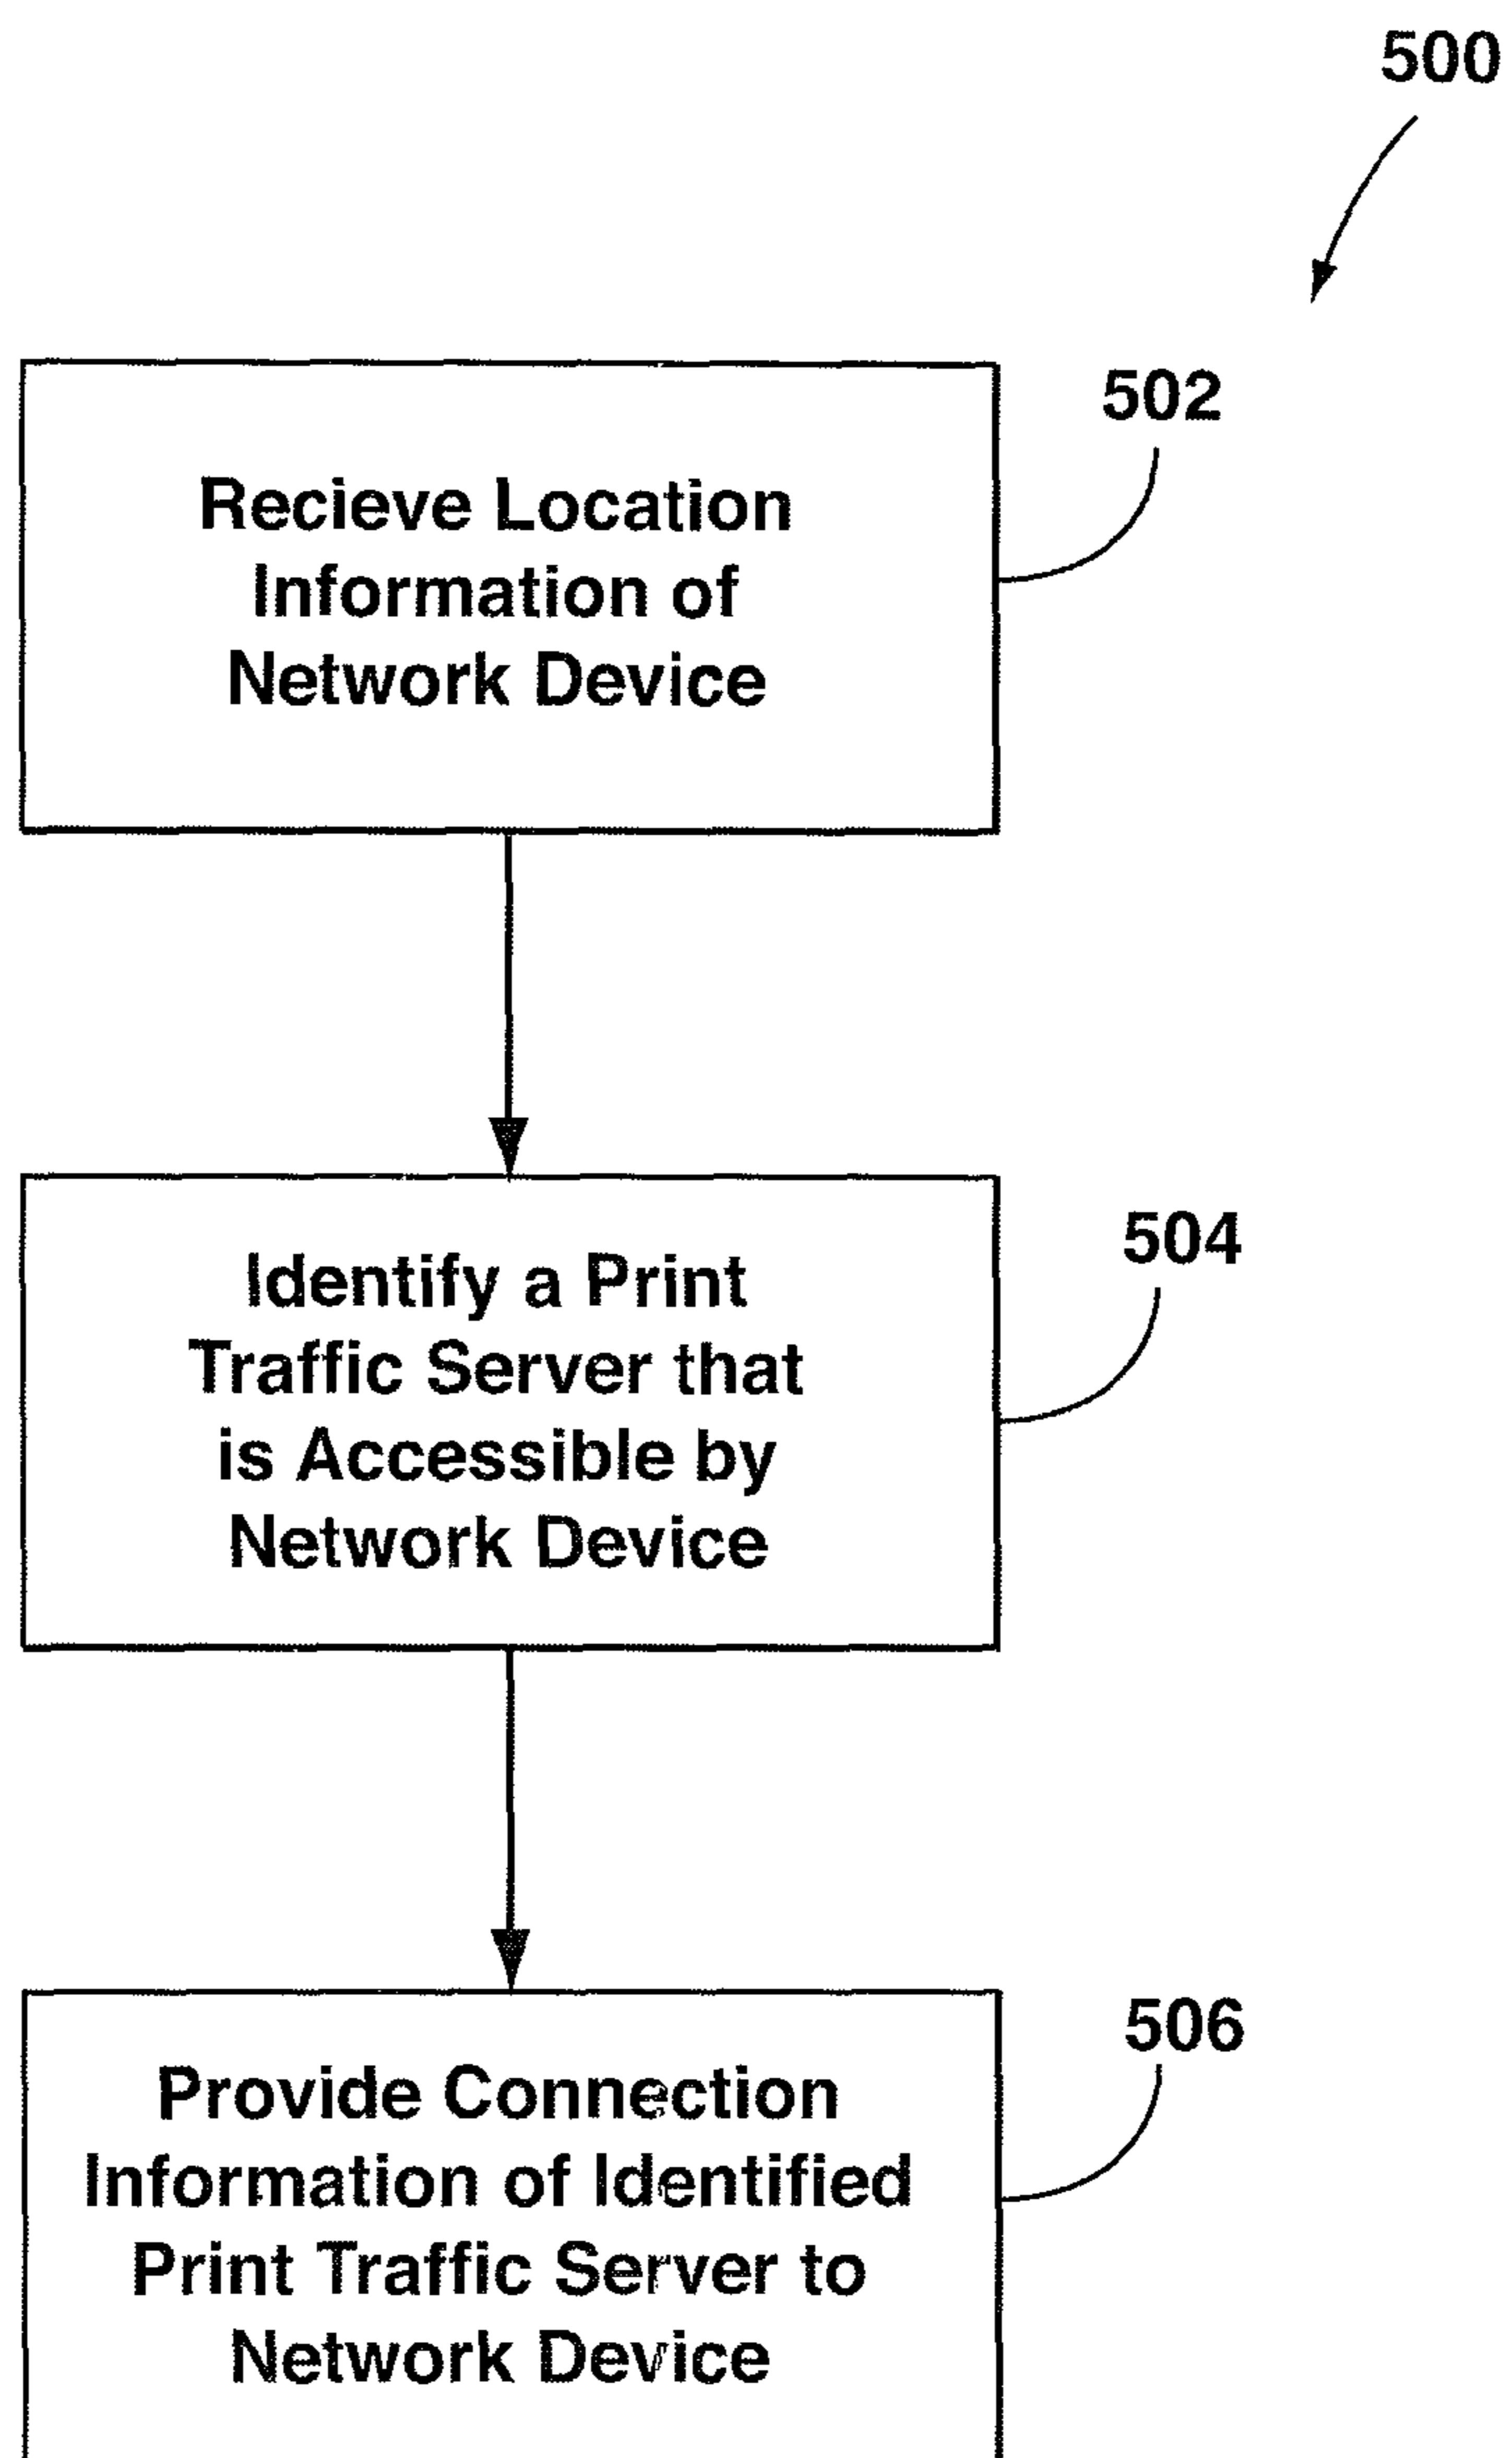 500
502
Recieve Location
Information of
Network Device
504
Identify a Print
Traffic Server that
is Accessible by
Network Device
506
Provide Connection
Information of Identified
Print Traffic Server to
Network Device